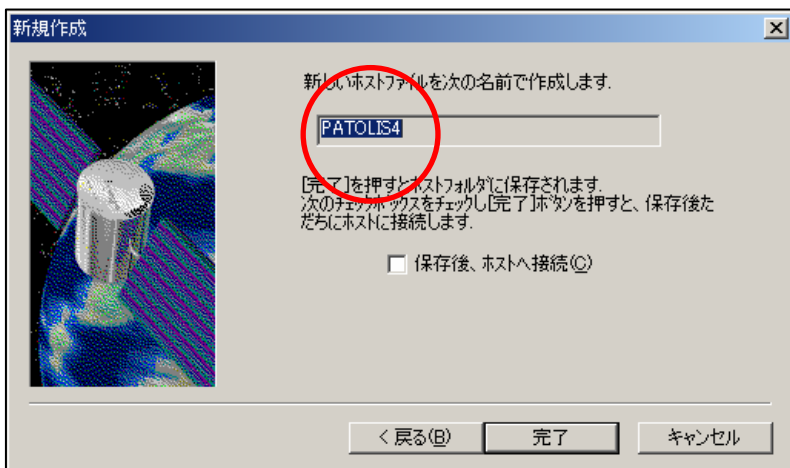 新規作成
新しいホストファイルを次の名前で作成します.
PATOLIS4
[完了]を押すとホストフォルダに保存されます.
次のチェックボックスをチェックし[完了]ボタンを押すと、保存後た
だちにホストに接続します.
保存後、ホストへ接続(C)
< 戻る(B)
完了
キャンセル